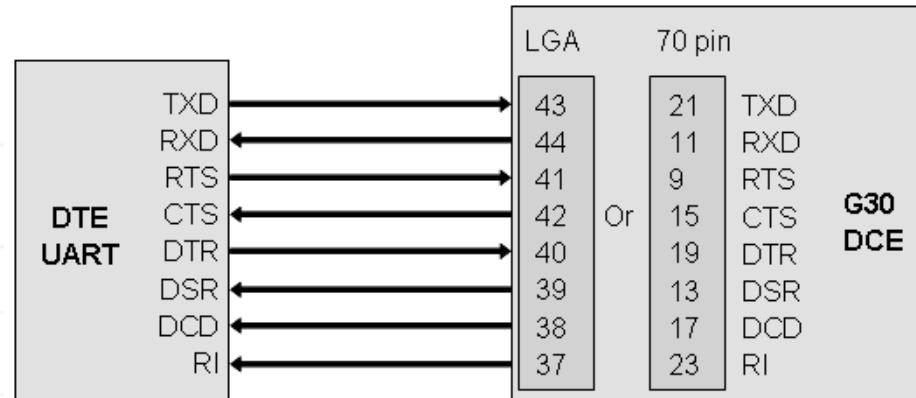 LGA 70 pin
TXD 43 21 TXD
RXD 44 11 RXD
RTS 41 9 RTS
CTS 42 Or 15 CTS
DTR 40 19 DTR
DSR 39 13 DSR
DCD 38 17 DCD
RI 37 23 RI
DTE
UART
G30
DCE